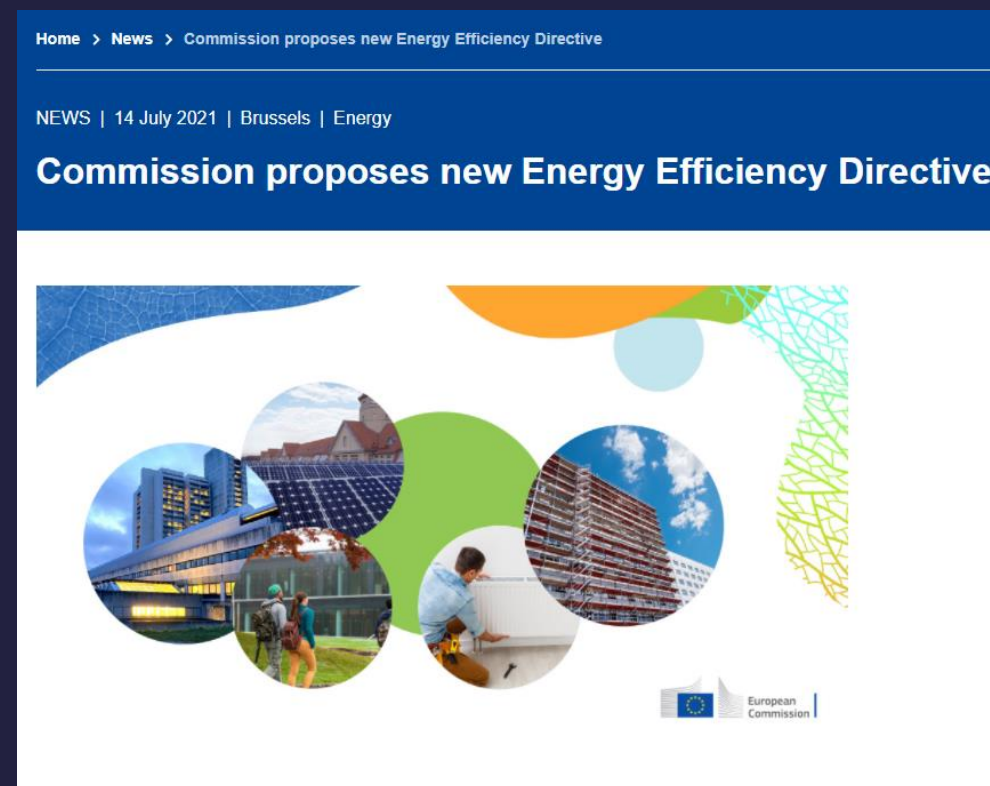 Home > News > Commission proposes new Energy Efficiency Directive
NEWS | 14 July 2021 | Brussels | Energy
Commission proposes new Energy Efficiency Directive
European
Commission